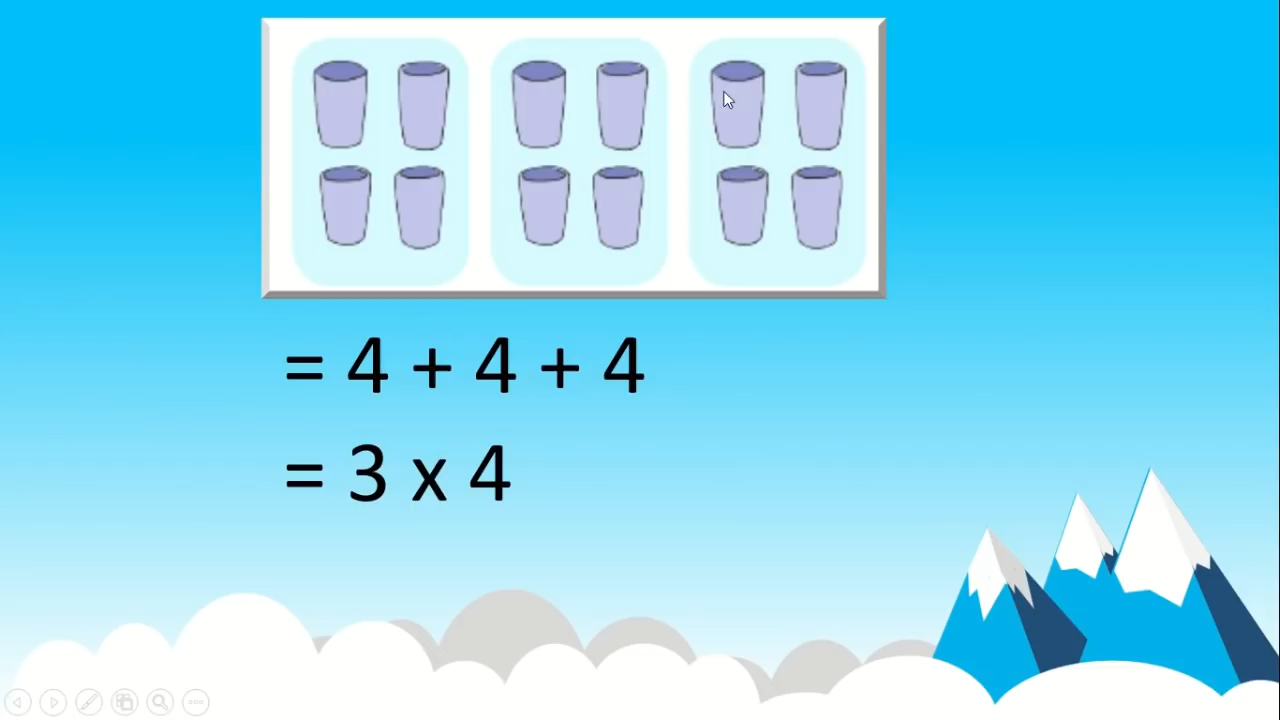 = 4 + 4 + 4
= 3 x 4